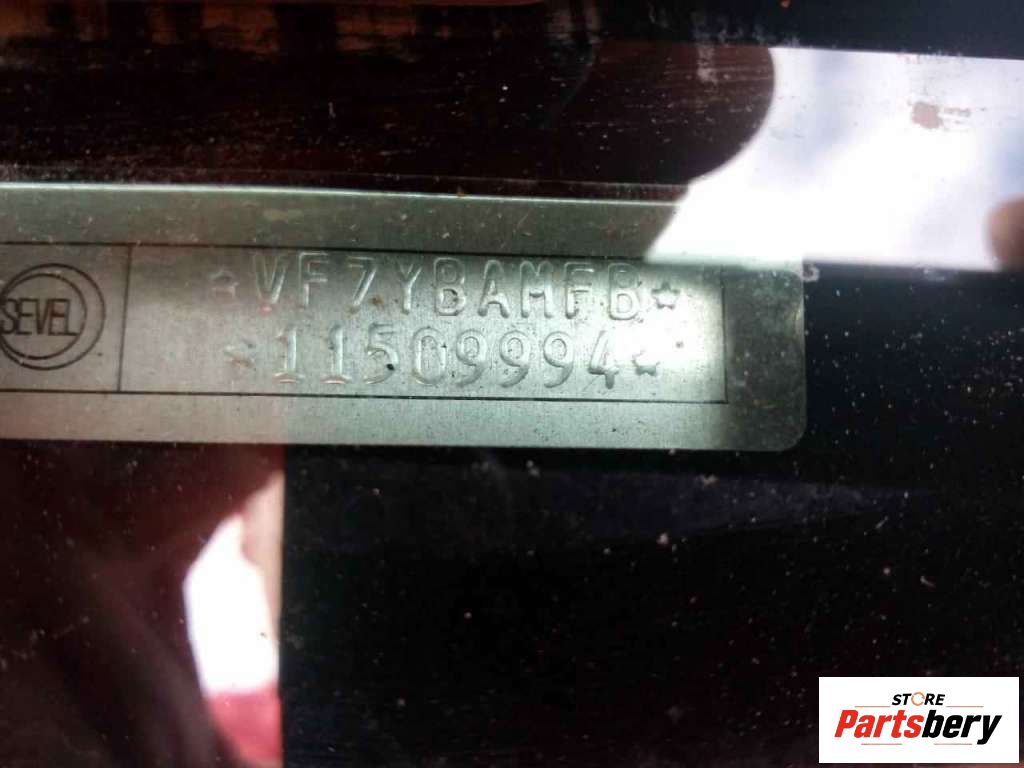 SEVEL
*VF7YBAMFB*
*11509994*
STORE
Partsbery